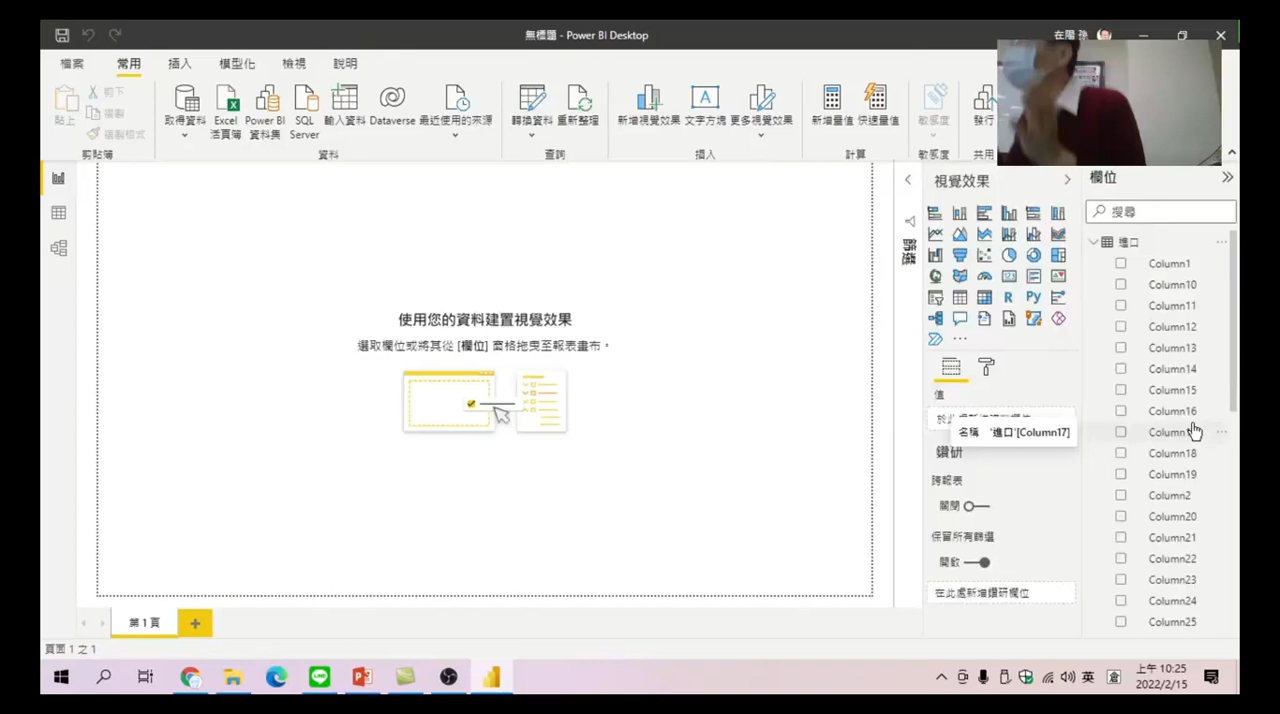 無標題 - Power BI Desktop
在陽 孫
檔案 常用 插入 模型化 檢視 說明
貼上
剪下
複製
複製格式
剪貼簿
取得資料
Excel 活頁簿
Power BI 資料集
SQL Server
輸入資料
Dataverse
最近使用的來源
資料
轉換資料
重新整理
查詢
新增視覺效果
文字方塊
更多視覺效果
插入
新增量值
快速量值
計算
敏感度
敏感度
發行
共用
使用您的資料建置視覺效果
選取欄位或將其從 [欄位] 窗格拖曳至報表畫布。
篩選
視覺效果
R
Py
值
名稱 '進口'[Column17]
鑽研
跨報表
關閉
保留所有篩選
開啟
在此處新增鑽研欄位
欄位
搜尋
進口
Column1
Column10
Column11
Column12
Column13
Column14
Column15
Column16
Column
Column18
Column19
Column2
Column20
Column21
Column22
Column23
Column24
Column25
第 1 頁
頁面 1 之 1
英
倉
上午 10:25
2022/2/15